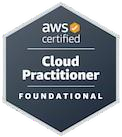 aws
certified
Cloud
Practitioner
FOUNDATIONAL